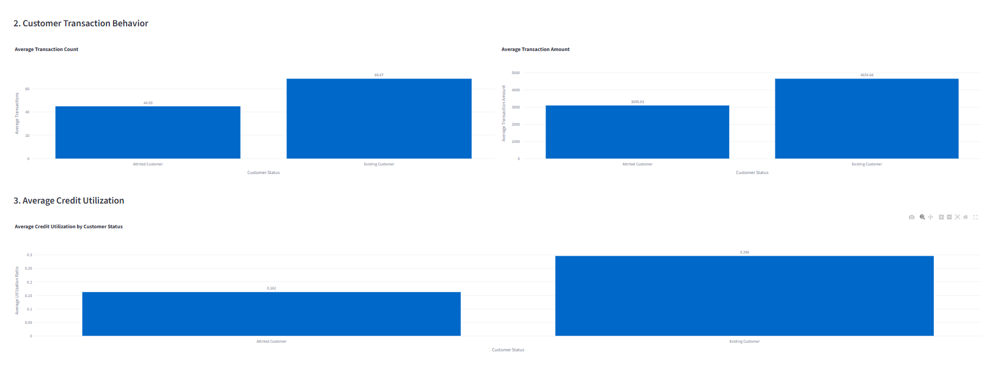 2. Customer Transaction Behavior
Average Transaction Count
Average Transactions
60
40
20
0
44.93
68.67
Attrited Customer
Existing Customer
Customer Status
Average Transaction Amount
Average Transaction Amount
5000
4000
3000
2000
1000
0
3095.03
4654.66
Attrited Customer
Existing Customer
Customer Status
3. Average Credit Utilization
Average Credit Utilization by Customer Status
Average Utilization Ratio
0.3
0.25
0.2
0.15
0.1
0.05
0
0.162
0.296
Attrited Customer
Existing Customer
Customer Status